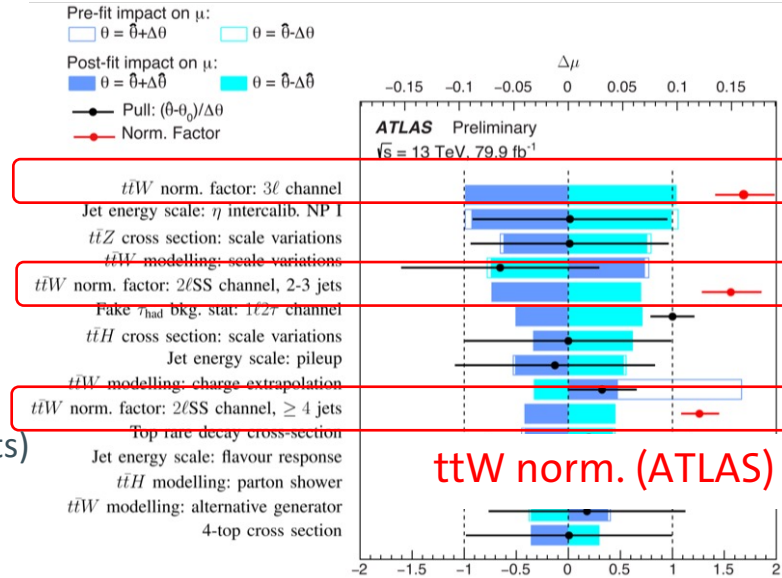 Pre-fit impact on μ:
θ = θ̂+Δθ θ = θ̂-Δθ
Post-fit impact on μ:
θ = θ̂+Δθ̂ θ = θ̂-Δθ̂
Pull: (θ̂-θ₀)/Δθ
Norm. Factor
Δμ
−0.15 −0.1 −0.05 0 0.05 0.1 0.15
ATLAS Preliminary
√s = 13 TeV, 79.9 fb⁻¹
tt̄W norm. factor: 3ℓ channel
Jet energy scale: η intercalib. NP I
tt̄Z cross section: scale variations
tt̄W modelling: scale variations
tt̄W norm. factor: 2ℓSS channel, 2-3 jets
Fake τhad bkg. stat: 1ℓ2τ channel
tt̄H cross section: scale variations
Jet energy scale: pileup
tt̄W modelling: charge extrapolation
tt̄W norm. factor: 2ℓSS channel, ≥ 4 jets
Top rare decay cross-section
ts)
Jet energy scale: flavour response
ttW norm. (ATLAS)
tt̄H modelling: parton shower
tt̄W modelling: alternative generator
4-top cross section
−2 −1.5 −1 −0.5 0 0.5 1 1.5 2